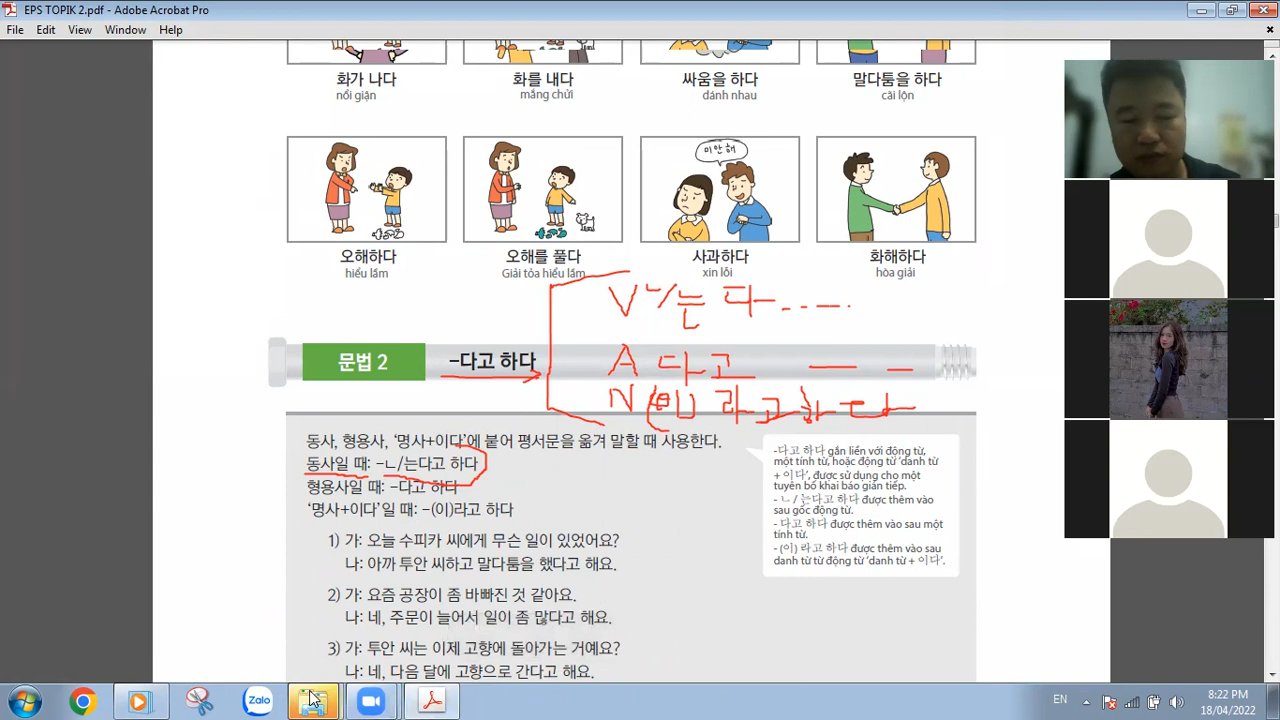 EPS TOPIK 2.pdf - Adobe Acrobat Pro
File Edit View Window Help
화가 나다 화를 내다 싸움을 하다 말다툼을 하다
nổi giận mắng chửi dánh nhau cãi lộn
미안해
오해하다 오해를 풀다 사과하다 화해하다
hiểu lầm Giải tỏa hiểu lầm xin lỗi hòa giải
V ㄴ/는 다.....
문법 2 -다고 하다 A 다고
N (이) 라고 하다
동사, 형용사, ‘명사+이다’에 붙어 평서문을 옮겨 말할 때 사용한다.
동사일 때: -ㄴ/는다고 하다
형용사일 때: -다고 하다
‘명사+이다’일 때: -(이)라고 하다
-다고 하다 gắn liền với động từ,
một tính từ, hoặc động từ 'danh từ
+ 이다', được sử dụng cho một
tuyên bố khai báo gián tiếp.
- ㄴ / 는다고 하다 được thêm vào
sau gốc động từ.
- 다고 하다 được thêm vào sau một
tính từ.
- (이) 라고 하다 được thêm vào sau
danh từ từ động từ 'danh từ + 이다'.
1) 가: 오늘 수피카 씨에게 무슨 일이 있었어요?
나: 아까 투안 씨하고 말다툼을 했다고 해요.
2) 가: 요즘 공장이 좀 바빠진 것 같아요.
나: 네, 주문이 늘어서 일이 좀 많다고 해요.
3) 가: 투안 씨는 이제 고향에 돌아가는 거예요?
나: 네, 다음 달에 고향으로 간다고 해요.
Zalo
EN
8:22 PM
18/04/2022